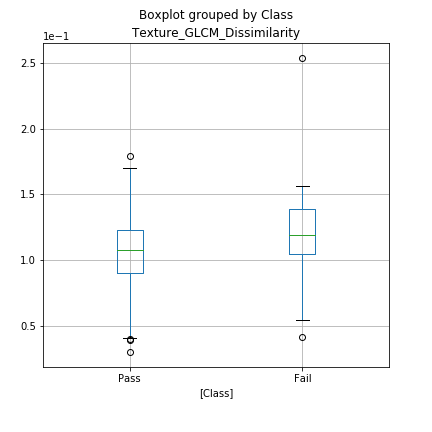 Boxplot grouped by Class
Texture_GLCM_Dissimilarity
1e−1
2.5
2.0
1.5
1.0
0.5
Pass Fail
[Class]